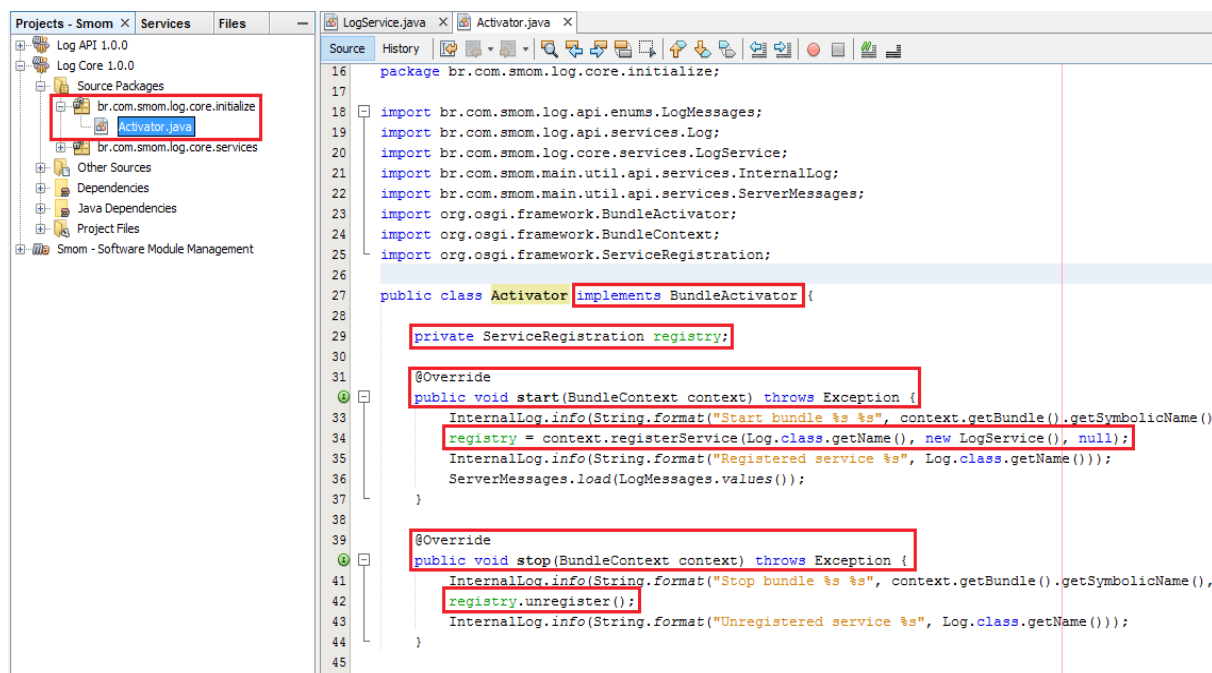 Projects - Smom × Services Files –
Log API 1.0.0
Log Core 1.0.0
Source Packages
br.com.smom.log.core.initialize
Activator.java
br.com.smom.log.core.services
Other Sources
Dependencies
Java Dependencies
Project Files
Smom - Software Module Management
LogService.java × Activator.java ×
Source History
16 package br.com.smom.log.core.initialize;
17
18 import br.com.smom.log.api.enums.LogMessages;
19 import br.com.smom.log.api.services.Log;
20 import br.com.smom.log.core.services.LogService;
21 import br.com.smom.main.util.api.services.InternalLog;
22 import br.com.smom.main.util.api.services.ServerMessages;
23 import org.osgi.framework.BundleActivator;
24 import org.osgi.framework.BundleContext;
25 import org.osgi.framework.ServiceRegistration;
26
27 public class Activator implements BundleActivator {
28
29 private ServiceRegistration registry;
30
31 @Override
public void start(BundleContext context) throws Exception {
33 InternalLog.info(String.format("Start bundle %s %s", context.getBundle().getSymbolicName()
34 registry = context.registerService(Log.class.getName(), new LogService(), null);
35 InternalLog.info(String.format("Registered service %s", Log.class.getName()));
36 ServerMessages.load(LogMessages.values());
37 }
38
39 @Override
public void stop(BundleContext context) throws Exception {
41 InternalLog.info(String.format("Stop bundle %s %s", context.getBundle().getSymbolicName(),
42 registry.unregister();
43 InternalLog.info(String.format("Unregistered service %s", Log.class.getName()));
44 }
45